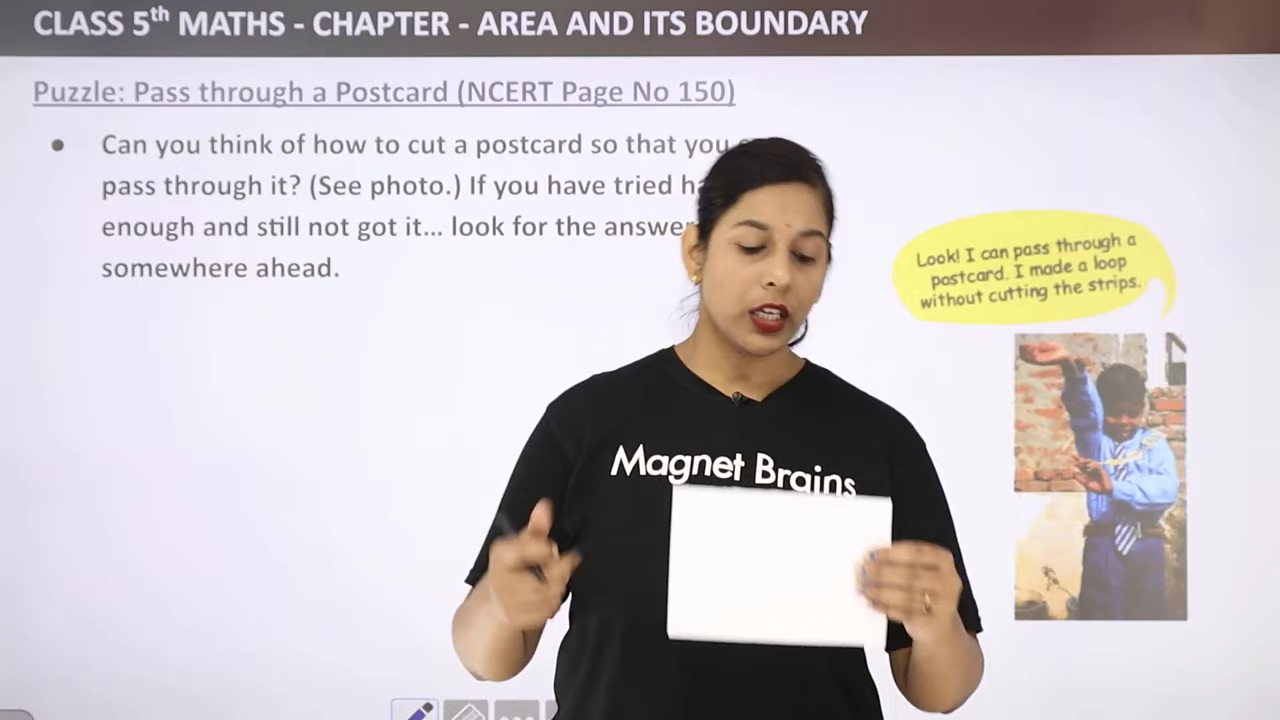 CLASS 5th MATHS - CHAPTER - AREA AND ITS BOUNDARY
Puzzle: Pass through a Postcard (NCERT Page No 150)
Can you think of how to cut a postcard so that you
pass through it? (See photo.) If you have tried
enough and still not got it... look for the answer
somewhere ahead.
Look! I can pass through a
postcard. I made a loop
without cutting the strips.
Magnet Brains